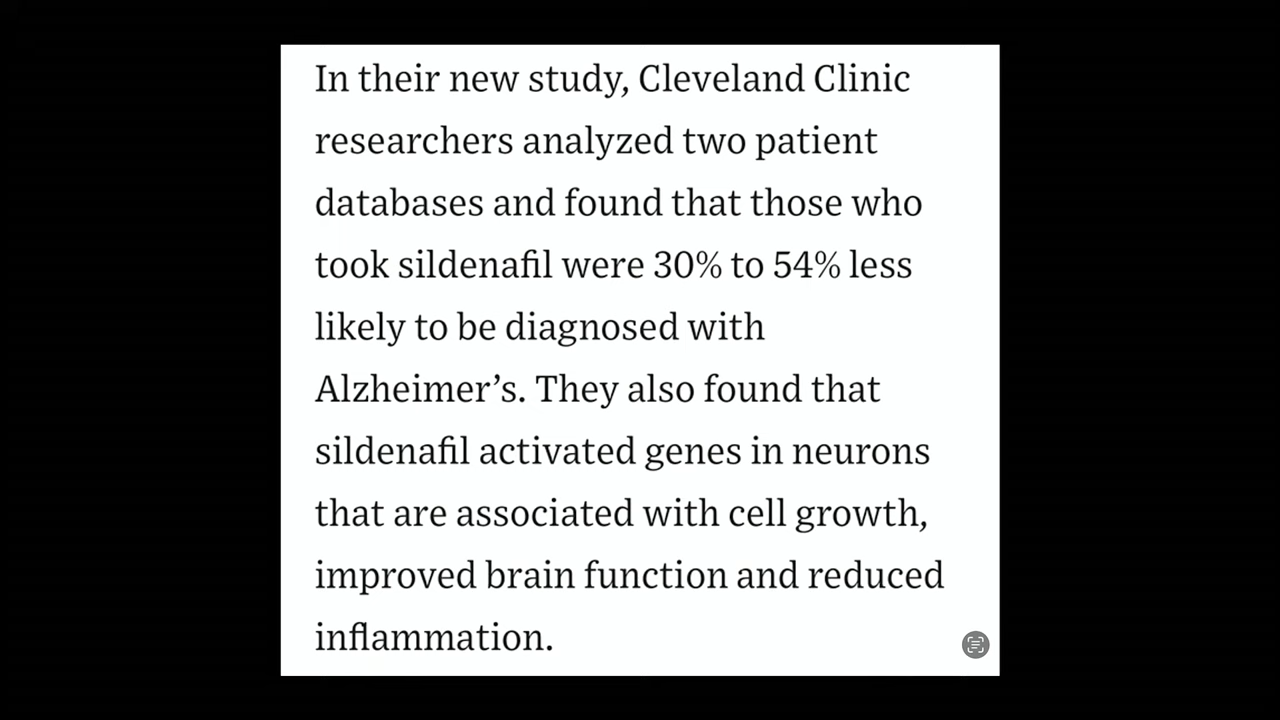 In their new study, Cleveland Clinic
researchers analyzed two patient
databases and found that those who
took sildenafil were 30% to 54% less
likely to be diagnosed with
Alzheimer’s. They also found that
sildenafil activated genes in neurons
that are associated with cell growth,
improved brain function and reduced
inflammation.